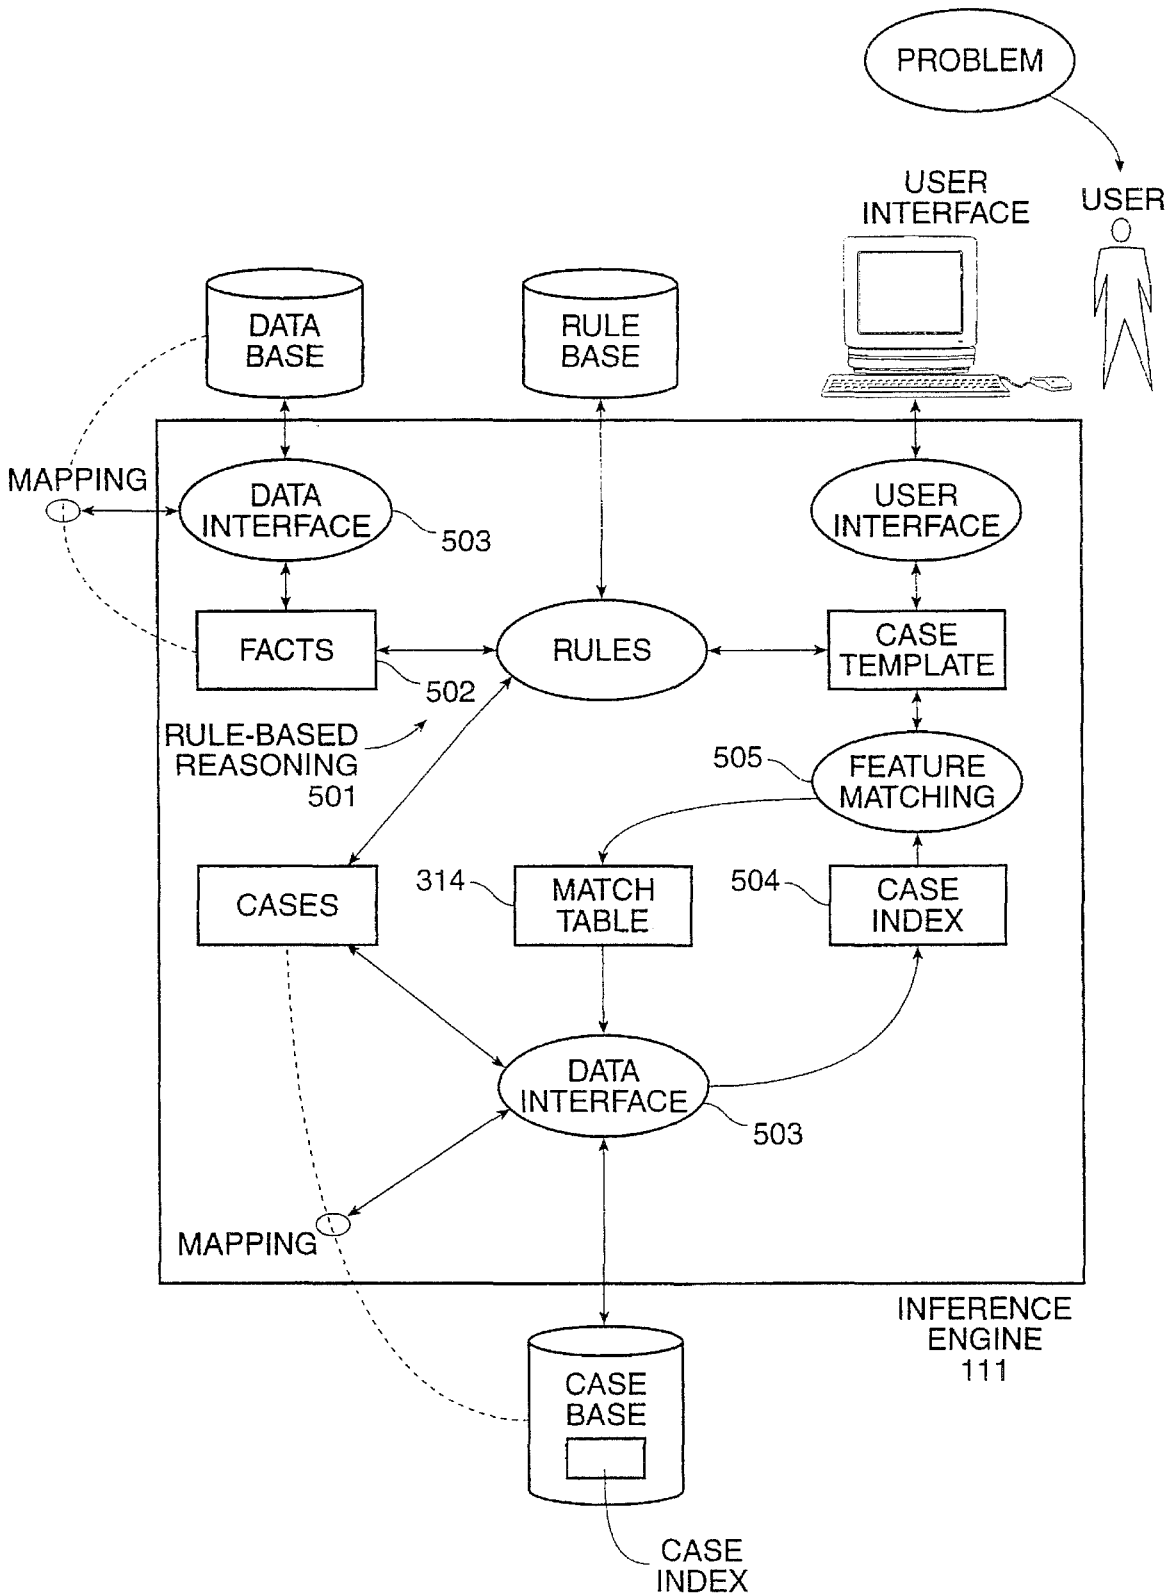 PROBLEM
USER
INTERFACE
USER
DATA
BASE
RULE
BASE
MAPPING
DATA
INTERFACE
503
USER
INTERFACE
FACTS
502
RULES
CASE
TEMPLATE
RULE-BASED
REASONING
501
505
FEATURE
MATCHING
CASES
314
MATCH
TABLE
504
CASE
INDEX
DATA
INTERFACE
503
MAPPING
INFERENCE
ENGINE
111
CASE
BASE
CASE
INDEX